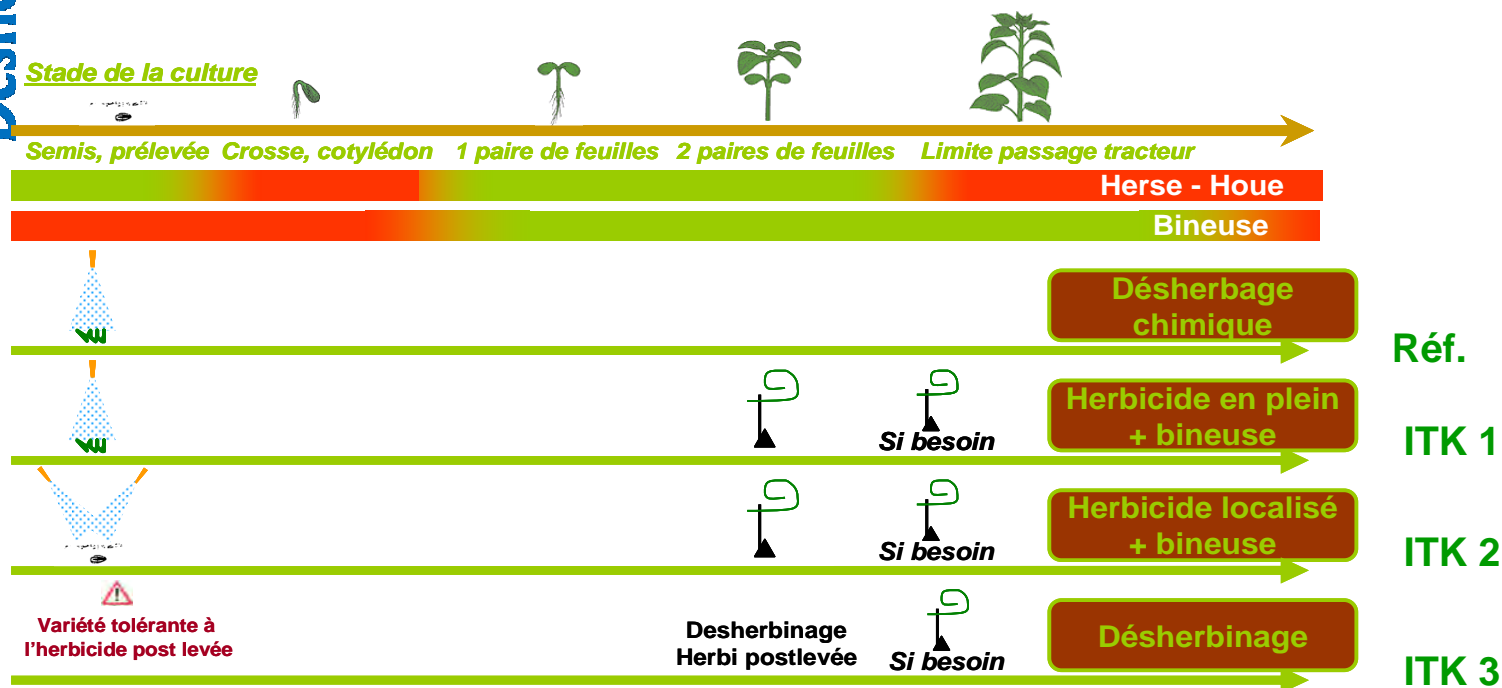 Stade de la culture
Semis, prélevée Crosse, cotylédon 1 paire de feuilles 2 paires de feuilles Limite passage tracteur
Herse - Houe
Bineuse
Désherbage
chimique
Réf.
Herbicide en plein
+ bineuse
Si besoin
ITK 1
Herbicide localisé
+ bineuse
Si besoin
ITK 2
Variété tolérante à
l'herbicide post levée
Desherbinage
Herbi postlevée
Si besoin
Désherbinage
ITK 3